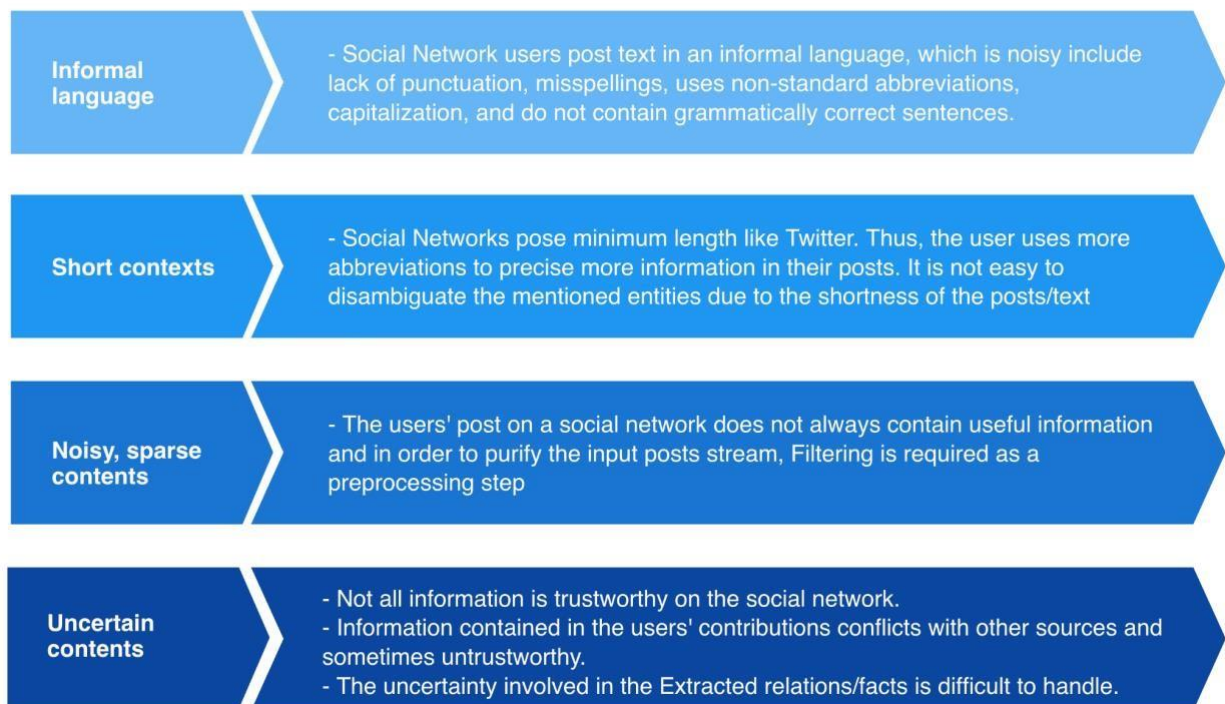 Informal
language
- Social Network users post text in an informal language, which is noisy include
lack of punctuation, misspellings, uses non-standard abbreviations,
capitalization, and do not contain grammatically correct sentences.
Short contexts
- Social Networks pose minimum length like Twitter. Thus, the user uses more
abbreviations to precise more information in their posts. It is not easy to
disambiguate the mentioned entities due to the shortness of the posts/text
Noisy, sparse
contents
- The users' post on a social network does not always contain useful information
and in order to purify the input posts stream, Filtering is required as a
preprocessing step
Uncertain
contents
- Not all information is trustworthy on the social network.
- Information contained in the users' contributions conflicts with other sources and
sometimes untrustworthy.
- The uncertainty involved in the Extracted relations/facts is difficult to handle.